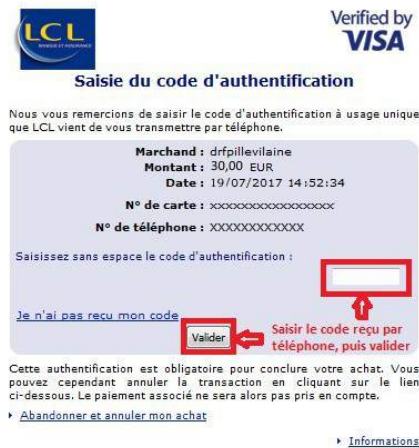 LCL
BANQUE ET ASSURANCE
Verified by
VISA
Saisie du code d'authentification
Nous vous remercions de saisir le code d'authentification à usage unique
que LCL vient de vous transmettre par téléphone.
Marchand : drfpillevilaine
Montant : 30,00 EUR
Date : 19/07/2017 14:52:34
N° de carte : xxxxxxxxxxxxxxxx
N° de téléphone : XXXXXXXXXXXX
Saisissez sans espace le code d'authentification :
Je n'ai pas reçu mon code
Valider
Saisir le code reçu par
téléphone, puis valider
Cette authentification est obligatoire pour conclure votre achat. Vous
pouvez cependant annuler la transaction en cliquant sur le lien
ci-dessous. Le paiement associé ne sera alors pas pris en compte.
Abandonner et annuler mon achat
Informations